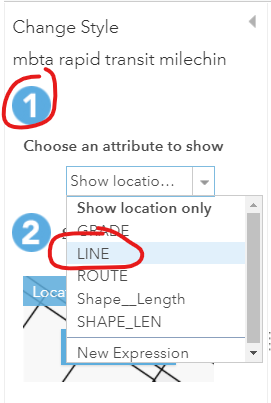 Change Style
mbta rapid transit milechin
1
Choose an attribute to show
Show locatio...
Show location only
2
GRADE
LINE
ROUTE
Locat
Shape__Length
SHAPE_LEN
New Expression